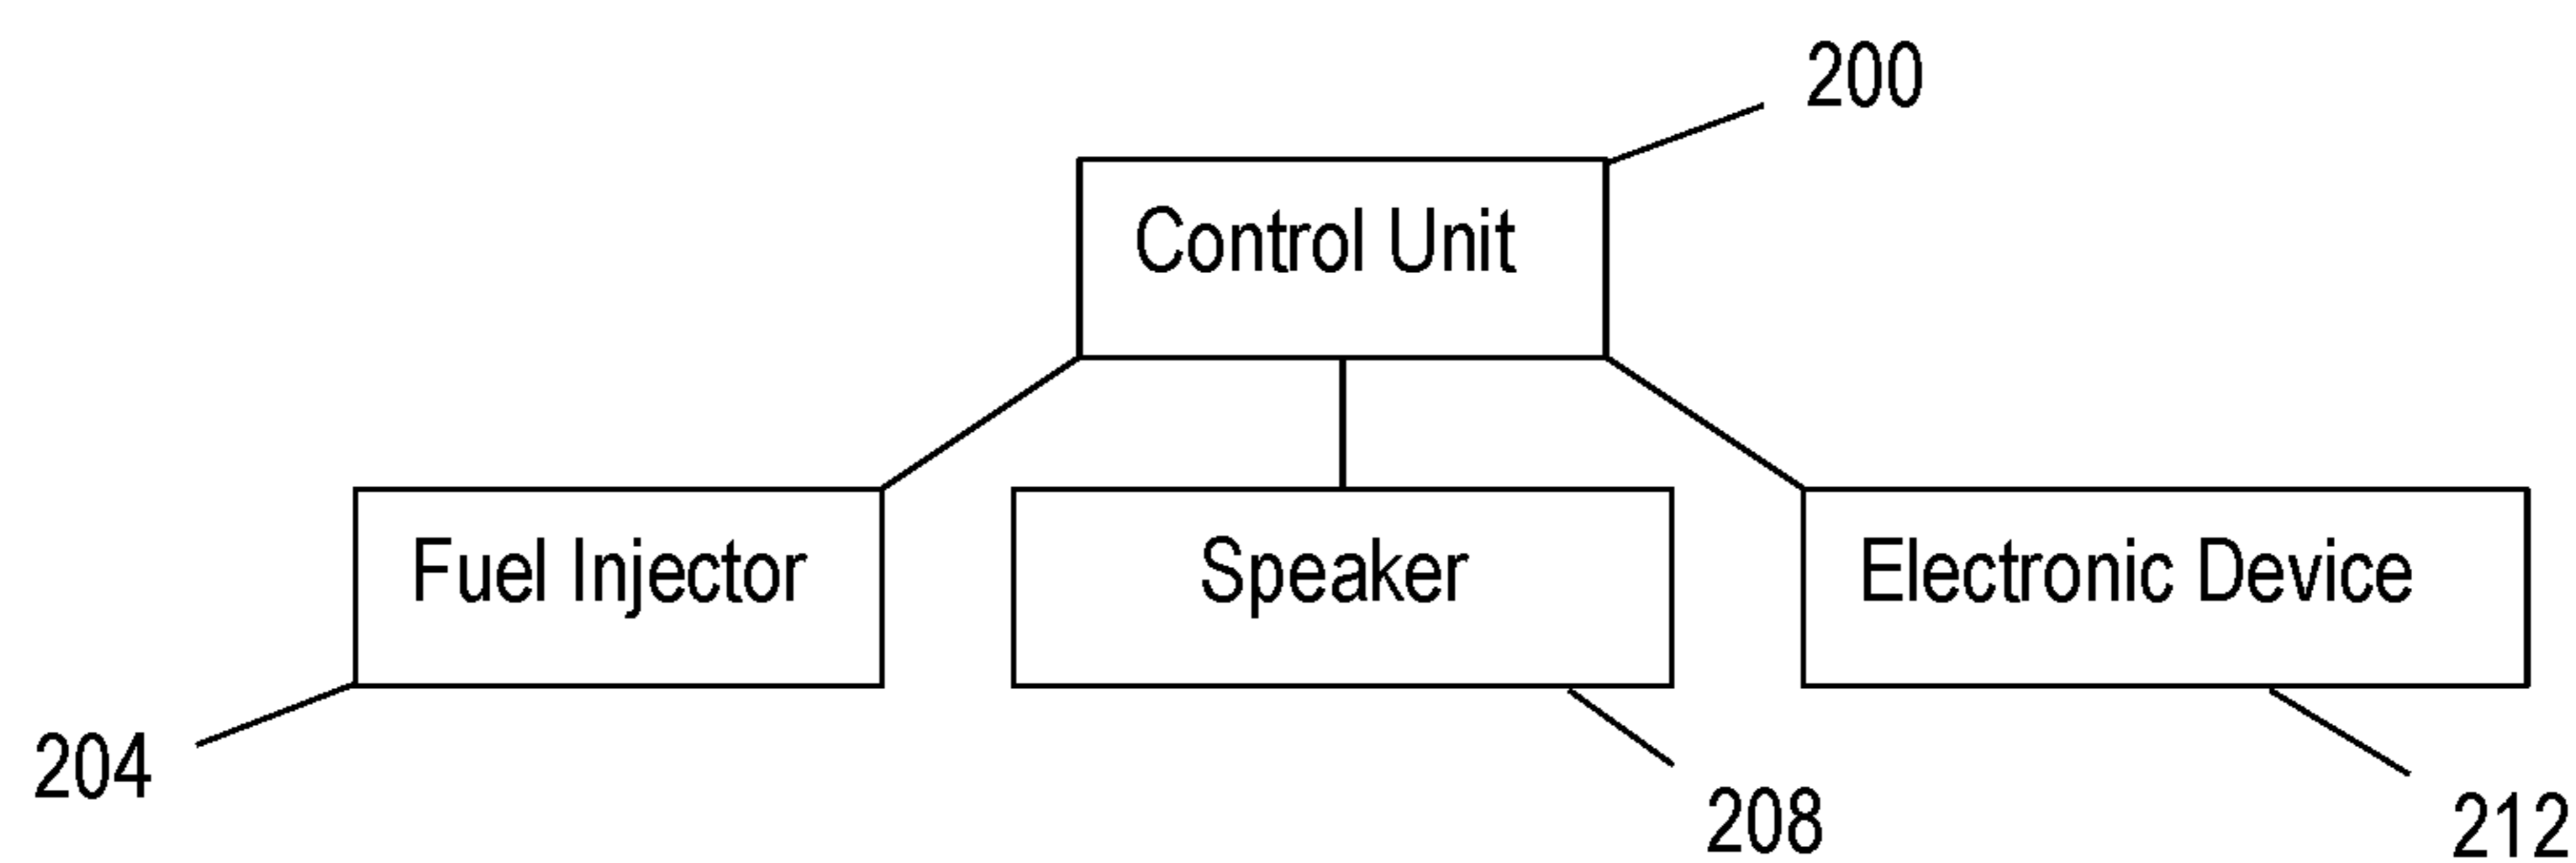 200
Control Unit
Fuel Injector
Speaker
Electronic Device
204
208
212